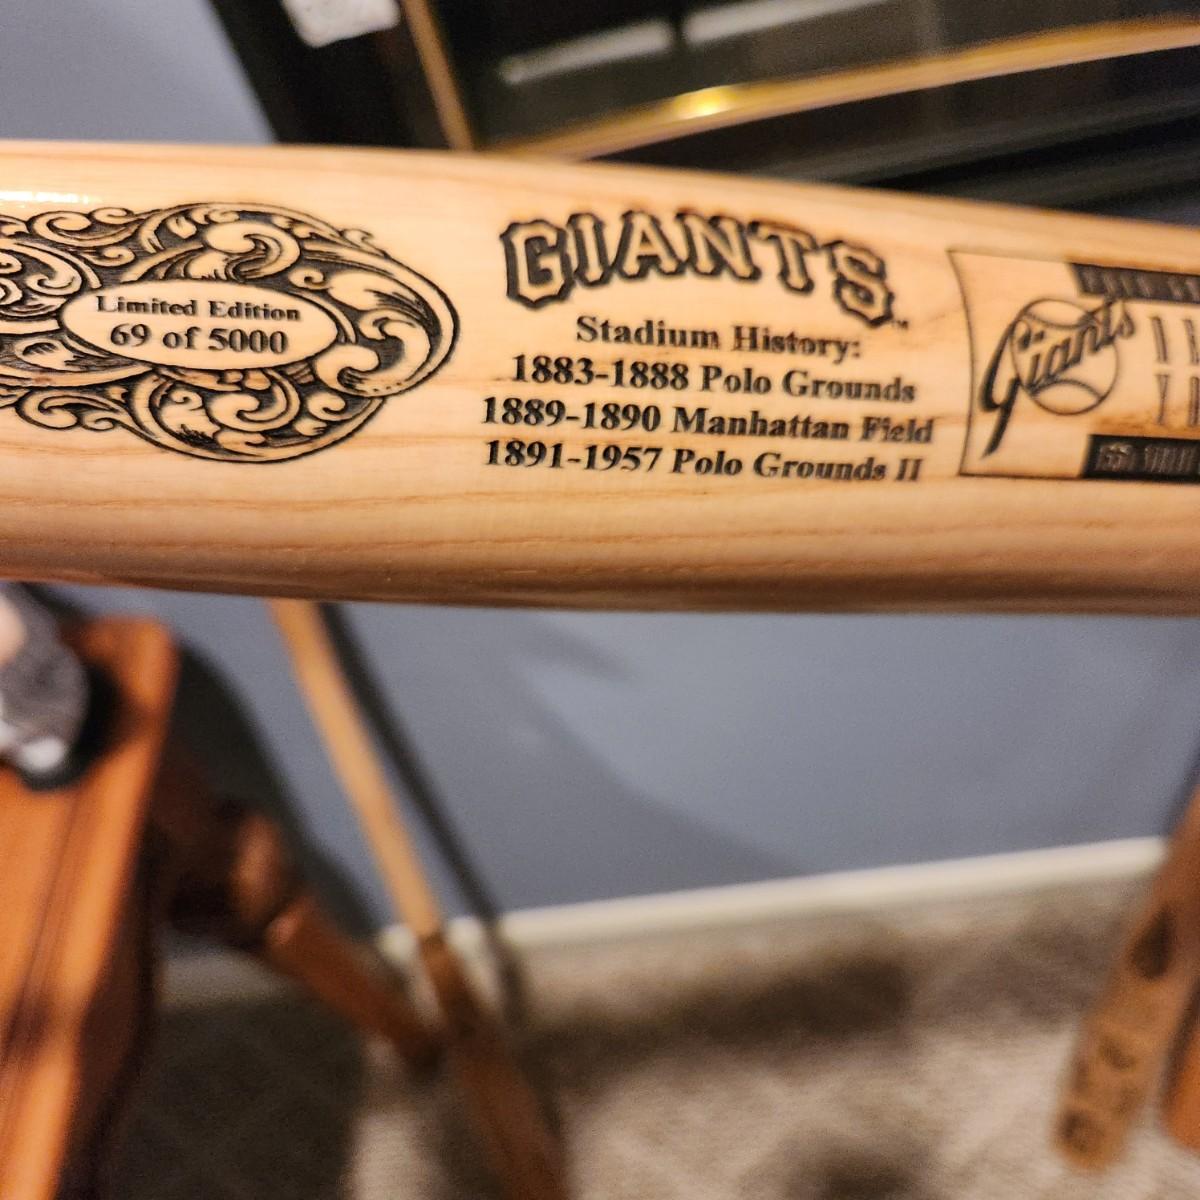 Limited Edition
69 of 5000
GIANTS™
Stadium History:
1883-1888 Polo Grounds
1889-1890 Manhattan Field
1891-1957 Polo Grounds II
Giants